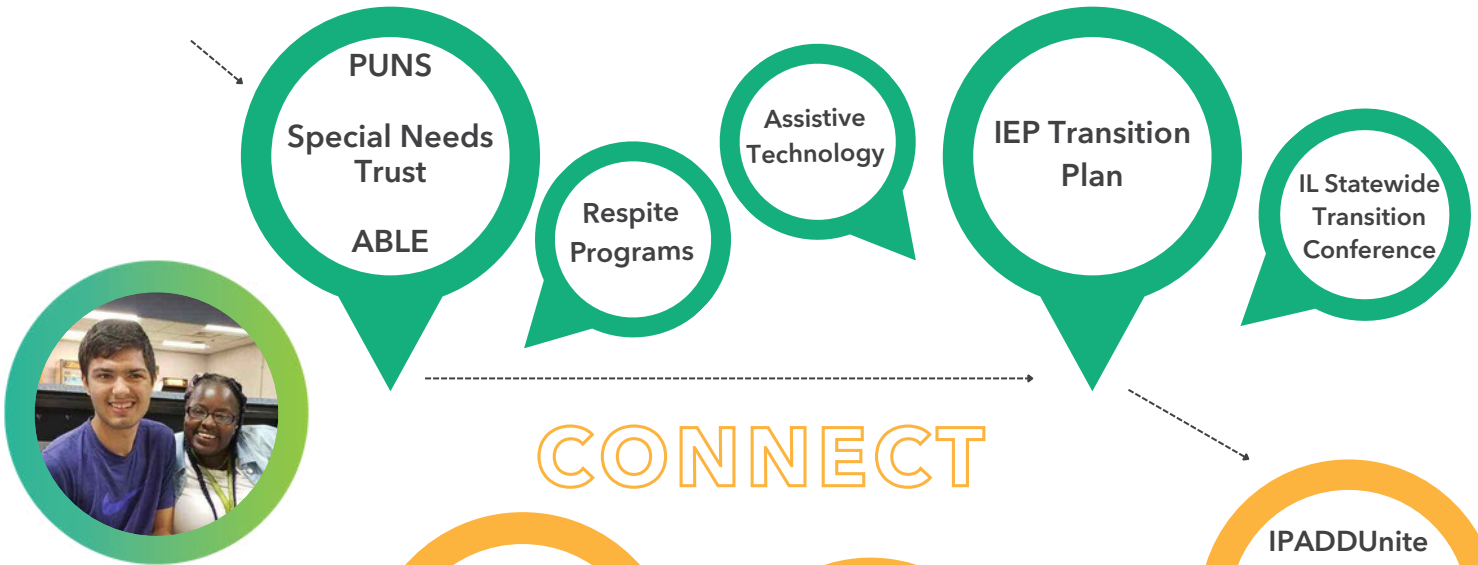 PUNS
Special Needs
Trust
ABLE
Respite
Programs
Assistive
Technology
IEP Transition
Plan
IL Statewide
Transition
Conference
CONNECT
IPADDUnite